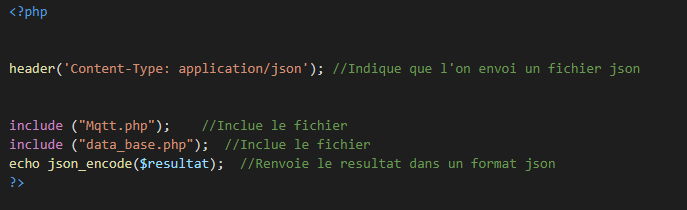 <?php
header('Content-Type: application/json'); //Indique que l'on envoi un fichier json
include ("Mqtt.php");    //Inclue le fichier
include ("data_base.php");  //Inclue le fichier
echo json_encode($resultat);  //Renvoie le resultat dans un format json
?>